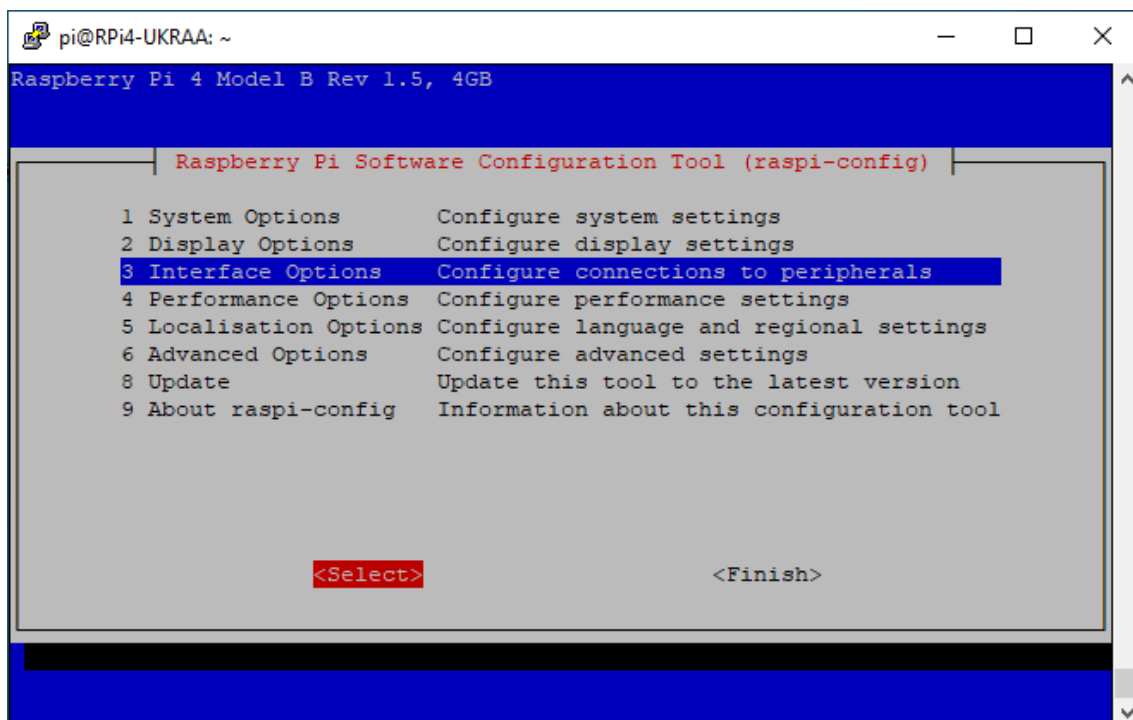 pi@RPi4-UKRAA: ~
Raspberry Pi 4 Model B Rev 1.5, 4GB
Raspberry Pi Software Configuration Tool (raspi-config)
1 System Options Configure system settings
2 Display Options Configure display settings
3 Interface Options Configure connections to peripherals
4 Performance Options Configure performance settings
5 Localisation Options Configure language and regional settings
6 Advanced Options Configure advanced settings
8 Update Update this tool to the latest version
9 About raspi-config Information about this configuration tool
<Select> <Finish>